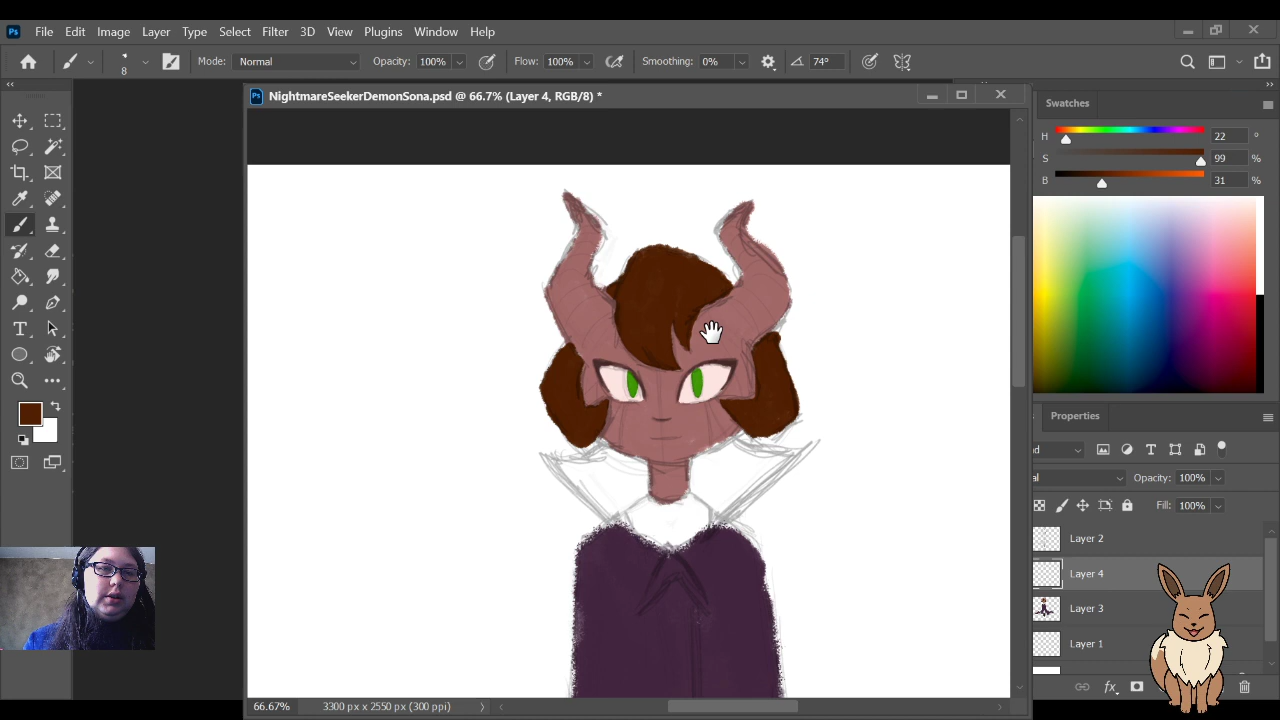 Ps File Edit Image Layer Type Select Filter 3D View Plugins Window Help
8 Mode: Normal Opacity: 100% Flow: 100% Smoothing: 0% 74°
Ps NightmareSeekerDemonSona.psd @ 66.7% (Layer 4, RGB/8) *
Swatches
H 22 °
S 99 %
B 31 %
Properties
Opacity: 100%
Fill: 100%
Layer 2
Layer 4
Layer 3
Layer 1
fx
66.67% 3300 px x 2550 px (300 ppi)